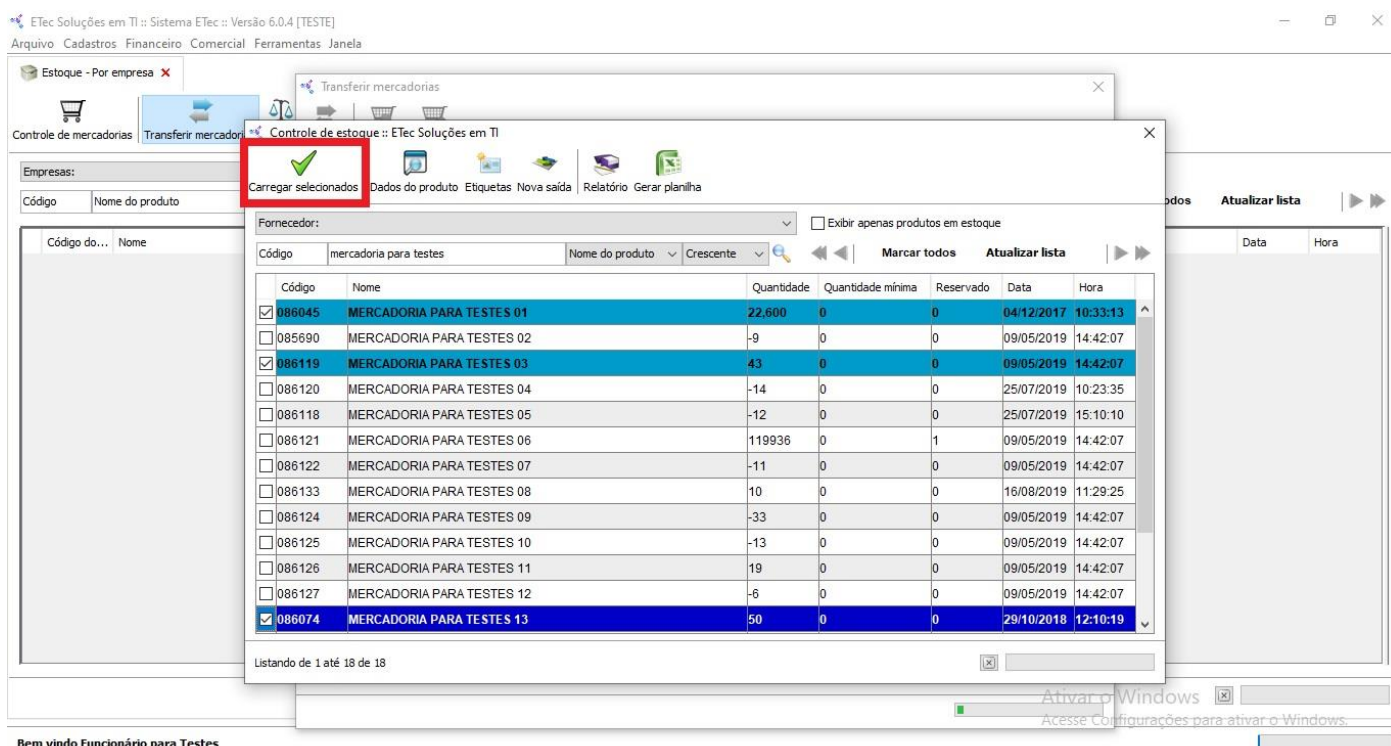 ETec Soluções em TI :: Sistema ETec :: Versão 6.0.4 [TESTE]
Arquivo Cadastros Financeiro Comercial Ferramentas Janela
Estoque - Por empresa
Transferir mercadorias
Controle de mercadorias Transferir mercadori
Controle de estoque :: ETec Soluções em TI
Carregar selecionados Dados do produto Etiquetas Nova saída Relatório Gerar planilha
Empresas:
Código Nome do produto
odos Atualizar lista
Código do... Nome
Data Hora
Fornecedor: Exibir apenas produtos em estoque
Código mercadoria para testes Nome do produto Crescente Marcar todos Atualizar lista
Código Nome Quantidade Quantidade mínima Reservado Data Hora
086045 MERCADORIA PARA TESTES 01 22,600 0 0 04/12/2017 10:33:13
085690 MERCADORIA PARA TESTES 02 -9 0 0 09/05/2019 14:42:07
086119 MERCADORIA PARA TESTES 03 43 0 0 09/05/2019 14:42:07
086120 MERCADORIA PARA TESTES 04 -14 0 0 25/07/2019 10:23:35
086118 MERCADORIA PARA TESTES 05 -12 0 0 25/07/2019 15:10:10
086121 MERCADORIA PARA TESTES 06 119936 0 1 09/05/2019 14:42:07
086122 MERCADORIA PARA TESTES 07 -11 0 0 09/05/2019 14:42:07
086133 MERCADORIA PARA TESTES 08 10 0 0 16/08/2019 11:29:25
086124 MERCADORIA PARA TESTES 09 -33 0 0 09/05/2019 14:42:07
086125 MERCADORIA PARA TESTES 10 -13 0 0 09/05/2019 14:42:07
086126 MERCADORIA PARA TESTES 11 19 0 0 09/05/2019 14:42:07
086127 MERCADORIA PARA TESTES 12 -6 0 0 09/05/2019 14:42:07
086074 MERCADORIA PARA TESTES 13 50 0 0 29/10/2018 12:10:19
Listando de 1 até 18 de 18
Ativar o Windows
Acesse Configurações para ativar o Windows.
Bem vindo Funcionário para Testes